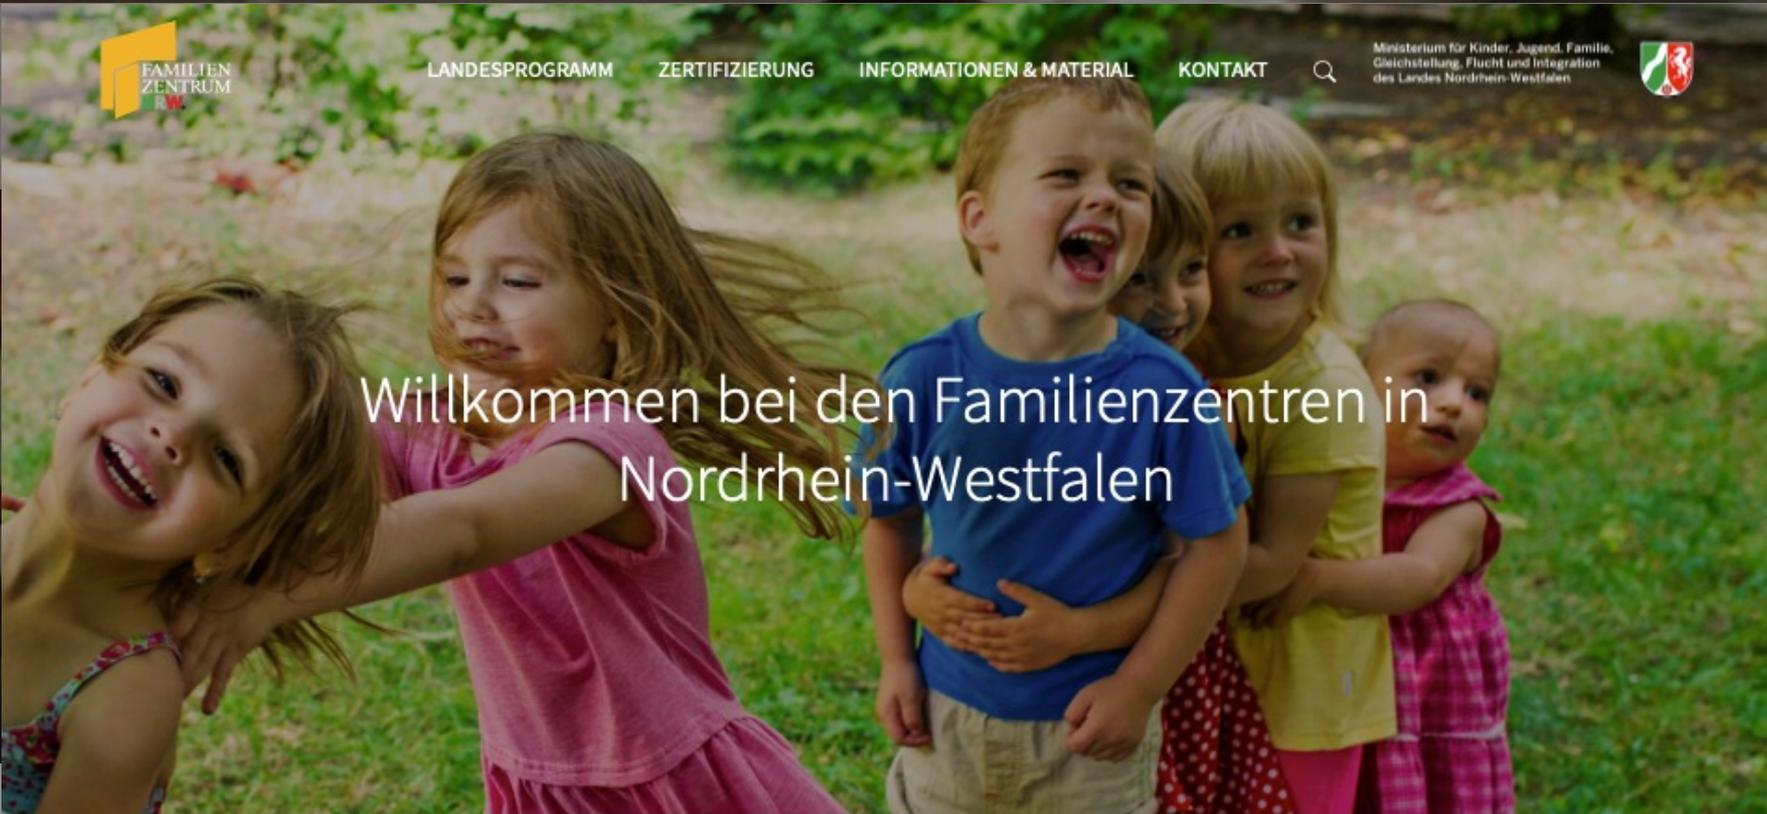 FAMILIEN
ZENTRUM
NRW
LANDESPROGRAMM ZERTIFIZIERUNG INFORMATIONEN & MATERIAL KONTAKT
Ministerium für Kinder, Jugend, Familie,
Gleichstellung, Flucht und Integration
des Landes Nordrhein-Westfalen
Willkommen bei den Familienzentren in
Nordrhein-Westfalen